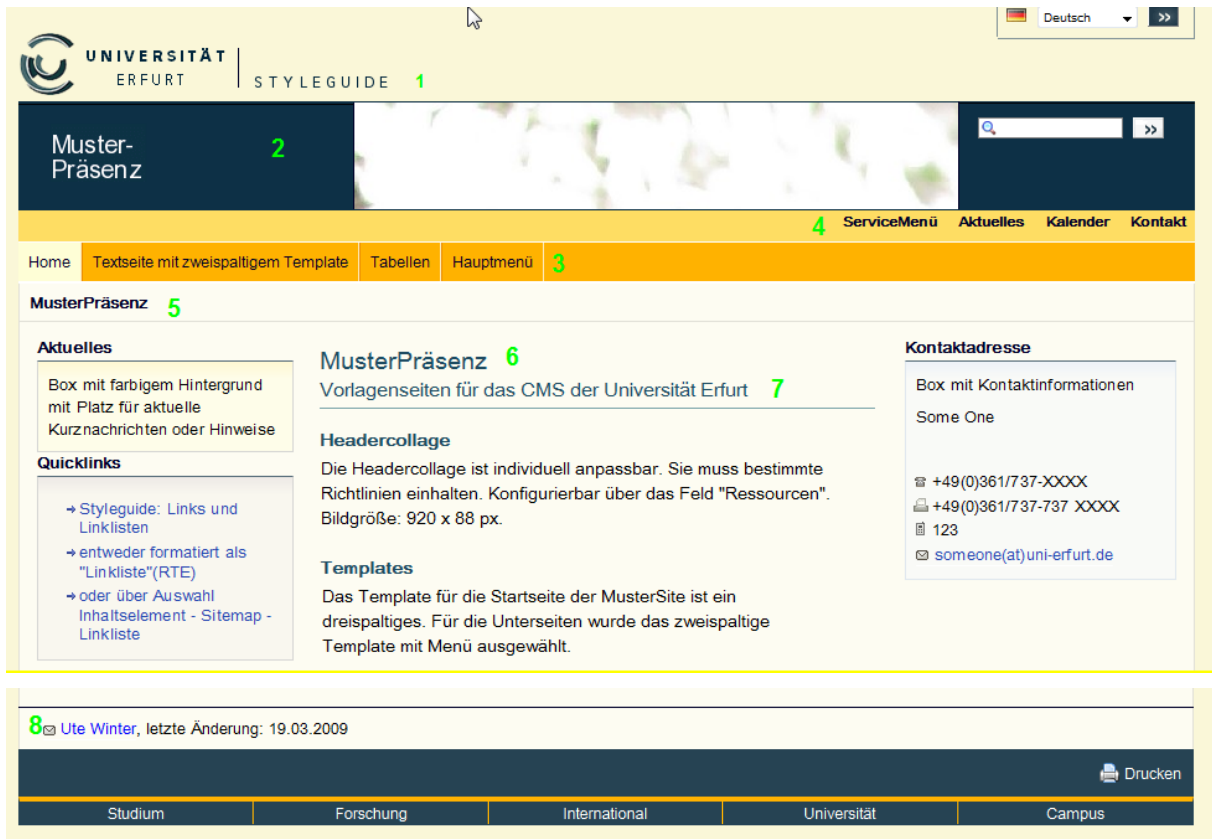 Deutsch >>
UNIVERSITÄT
ERFURT
STYLEGUIDE 1
Muster-
Präsenz
2
>>
4 ServiceMenü Aktuelles Kalender Kontakt
Home Textseite mit zweispaltigem Template Tabellen Hauptmenü 3
MusterPräsenz 5
Aktuelles
Box mit farbigem Hintergrund
mit Platz für aktuelle
Kurznachrichten oder Hinweise
Quicklinks
→ Styleguide: Links und
Linklisten
→ entweder formatiert als
"Linkliste"(RTE)
→ oder über Auswahl
Inhaltselement - Sitemap -
Linkliste
MusterPräsenz 6
Vorlagenseiten für das CMS der Universität Erfurt 7
Headercollage
Die Headercollage ist individuell anpassbar. Sie muss bestimmte
Richtlinien einhalten. Konfigurierbar über das Feld "Ressourcen".
Bildgröße: 920 x 88 px.
Templates
Das Template für die Startseite der MusterSite ist ein
dreispaltiges. Für die Unterseiten wurde das zweispaltige
Template mit Menü ausgewählt.
Kontaktadresse
Box mit Kontaktinformationen
Some One
+49(0)361/737-XXXX
+49(0)361/737-737 XXXX
123
someone(at)uni-erfurt.de
8 Ute Winter, letzte Änderung: 19.03.2009
Drucken
Studium Forschung International Universität Campus